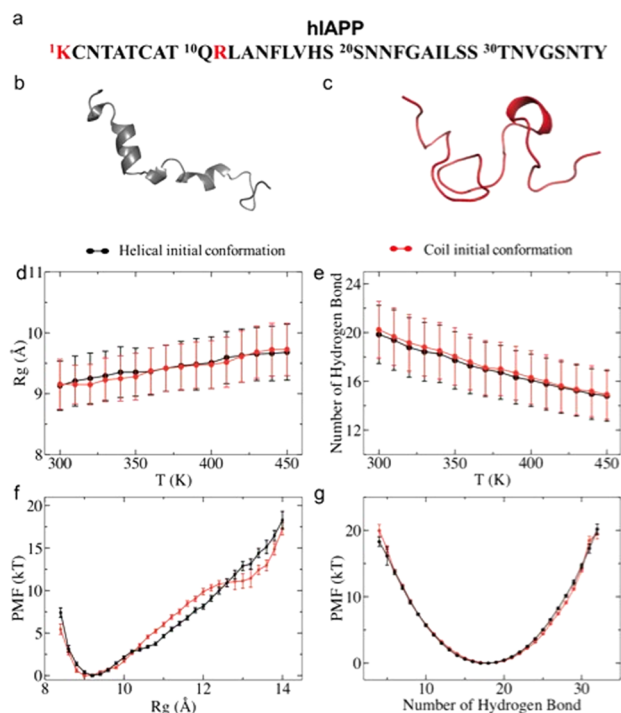 a
hIAPP
¹KCNTATCAT ¹⁰QRLANFLVHS ²⁰SNNFGAILSS ³⁰TNVGSNTY
b
c
Helical initial conformation
Coil initial conformation
d
11
10
9
8
Rg (Å)
300
350
400
450
T (K)
e
24
20
16
12
Number of Hydrogen Bond
300
350
400
450
T (K)
f
20
15
10
5
0
PMF (kT)
8
10
12
14
Rg (Å)
g
20
10
0
PMF (kT)
10
20
30
Number of Hydrogen Bond